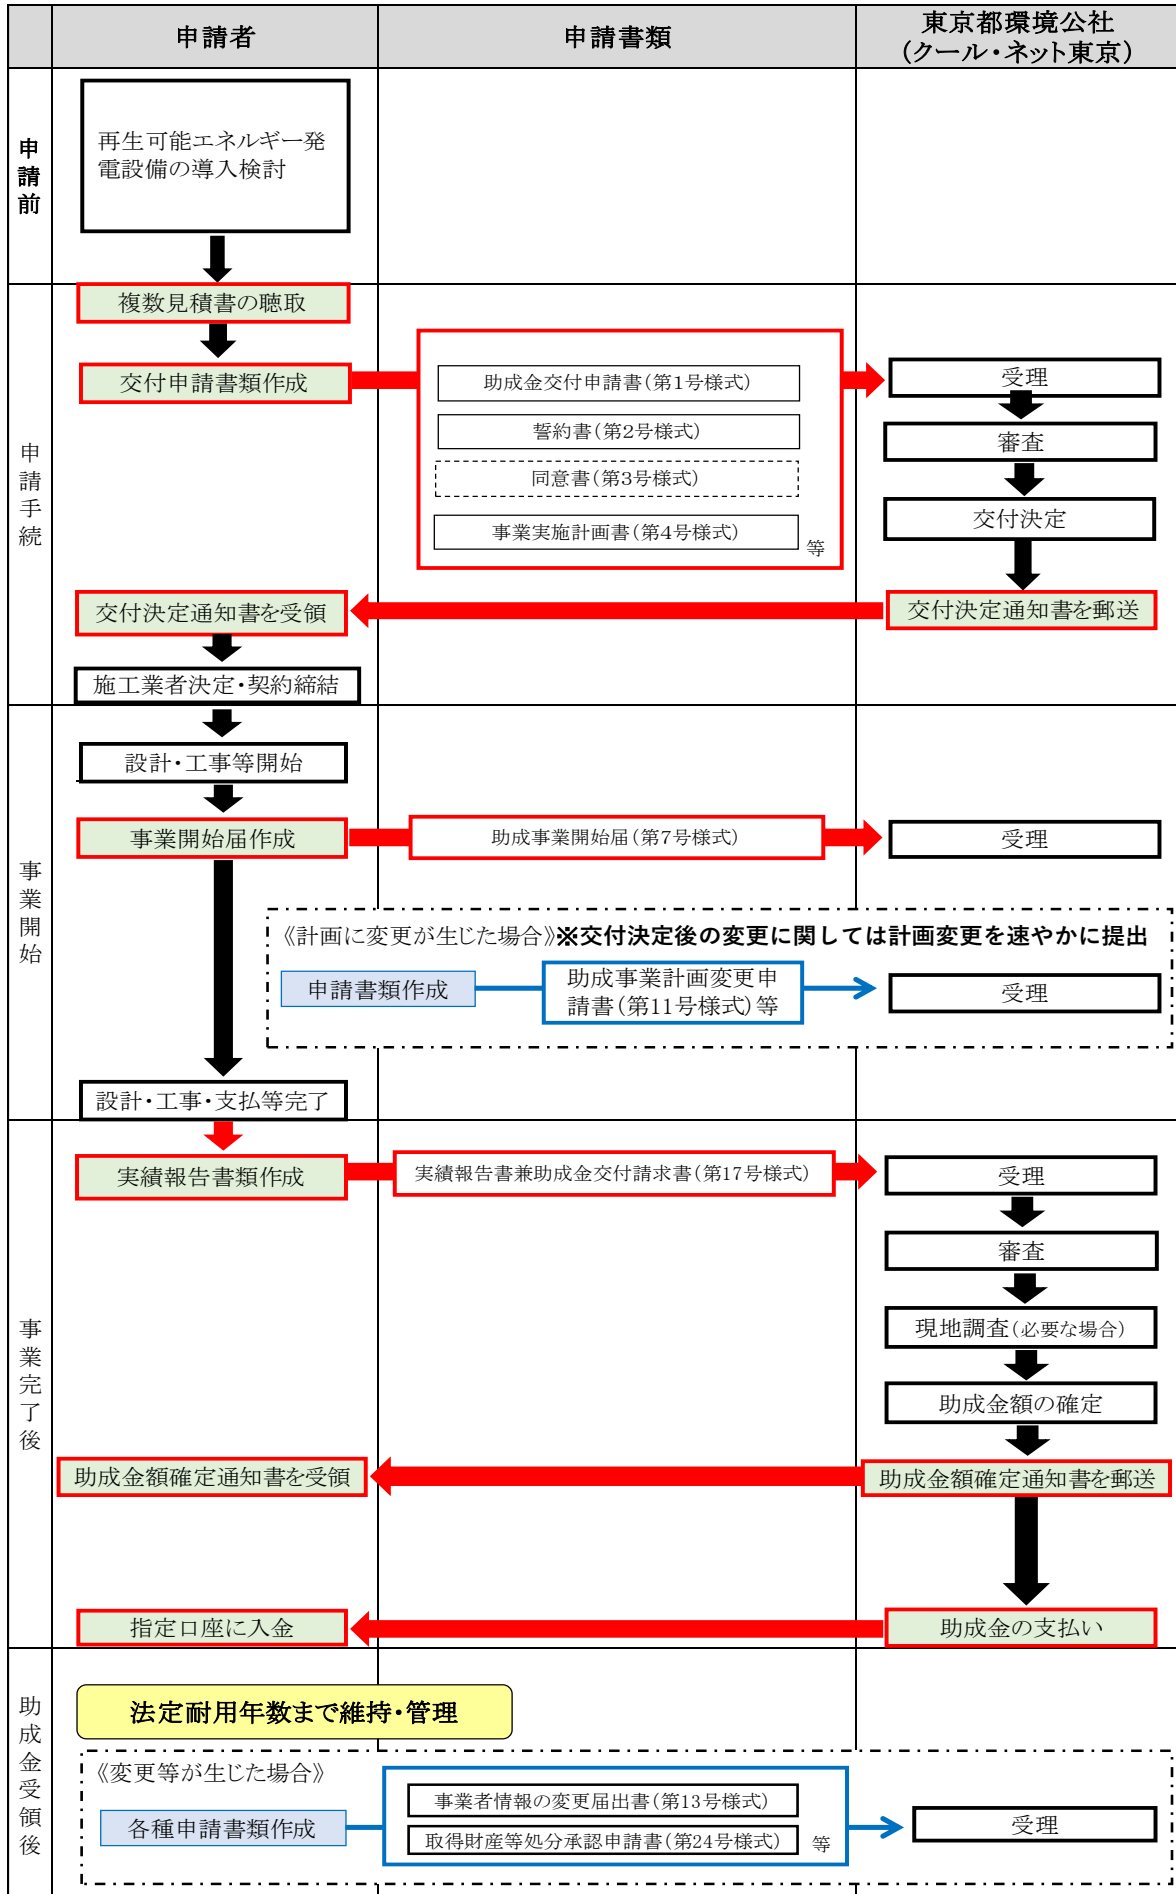 申請者
申請書類
東京都環境公社
(クール・ネット東京)
申請前
再生可能エネルギー発
電設備の導入検討
申請手続
複数見積書の聴取
交付申請書類作成
助成金交付申請書(第1号様式)
誓約書(第2号様式)
同意書(第3号様式)
事業実施計画書(第4号様式)
等
受理
審査
交付決定
交付決定通知書を受領
交付決定通知書を郵送
施工業者決定・契約締結
事業開始
設計・工事等開始
事業開始届作成
助成事業開始届(第7号様式)
受理
《計画に変更が生じた場合》※交付決定後の変更に関しては計画変更を速やかに提出
申請書類作成
助成事業計画変更申
請書(第11号様式)等
受理
設計・工事・支払等完了
事業完了後
実績報告書類作成
実績報告書兼助成金交付請求書(第17号様式)
受理
審査
現地調査(必要な場合)
助成金額の確定
助成金額確定通知書を受領
助成金額確定通知書を郵送
指定口座に入金
助成金の支払い
助成金受領後
法定耐用年数まで維持・管理
《変更等が生じた場合》
各種申請書類作成
事業者情報の変更届出書(第13号様式)
取得財産等処分承認申請書(第24号様式)
等
受理